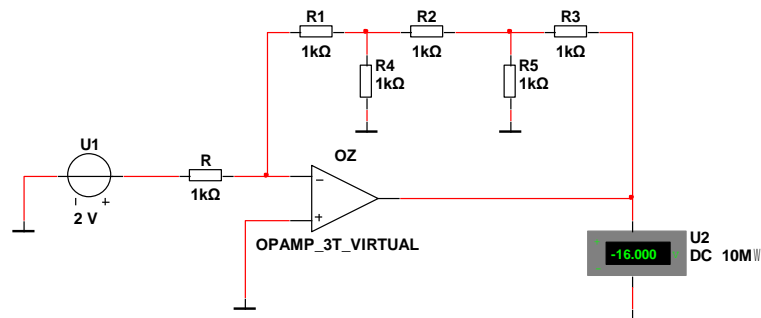 R1
R2
R3
1kΩ
1kΩ
1kΩ
R4
1kΩ
R5
1kΩ
U1
R
OZ
1kΩ
2 V
OPAMP_3T_VIRTUAL
U2
-16.000 V
DC 10MW